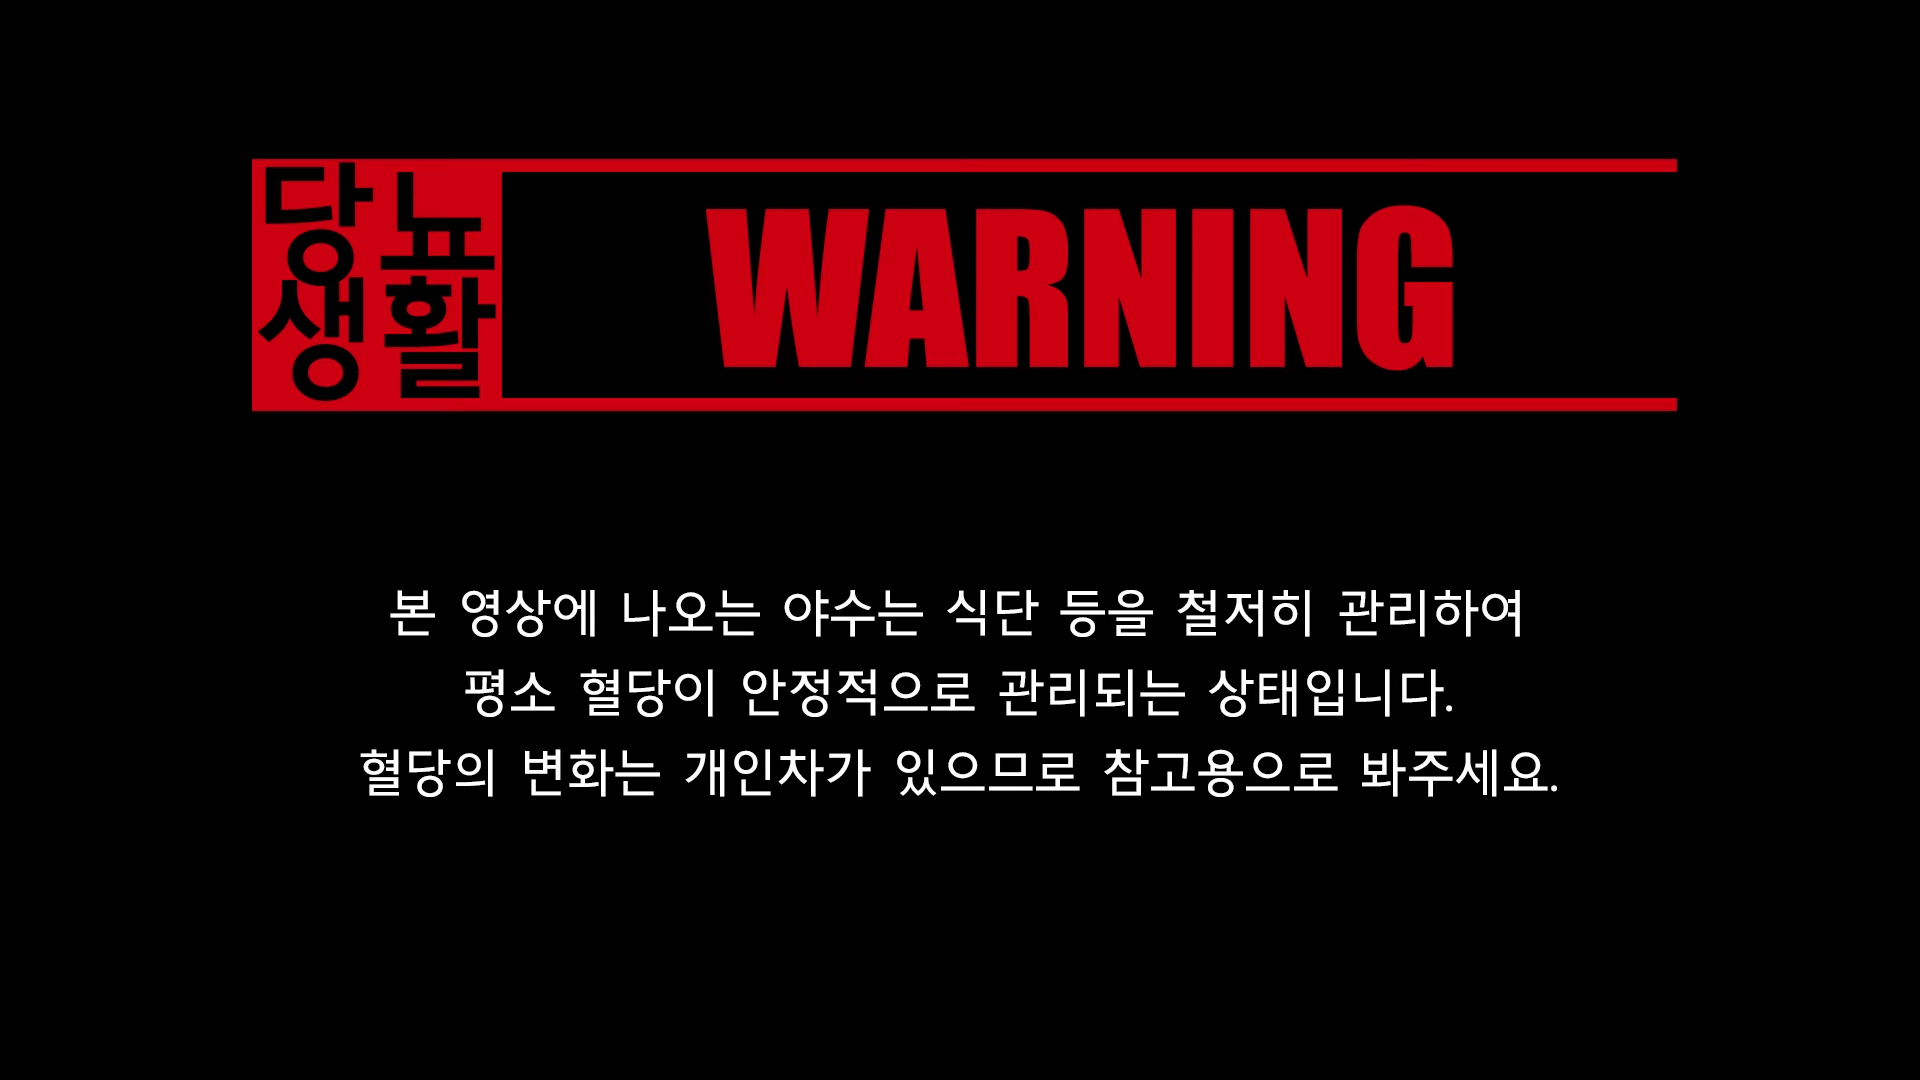 당뇨
생활
WARNING
본 영상에 나오는 야수는 식단 등을 철저히 관리하여
평소 혈당이 안정적으로 관리되는 상태입니다.
혈당의 변화는 개인차가 있으므로 참고용으로 봐주세요.